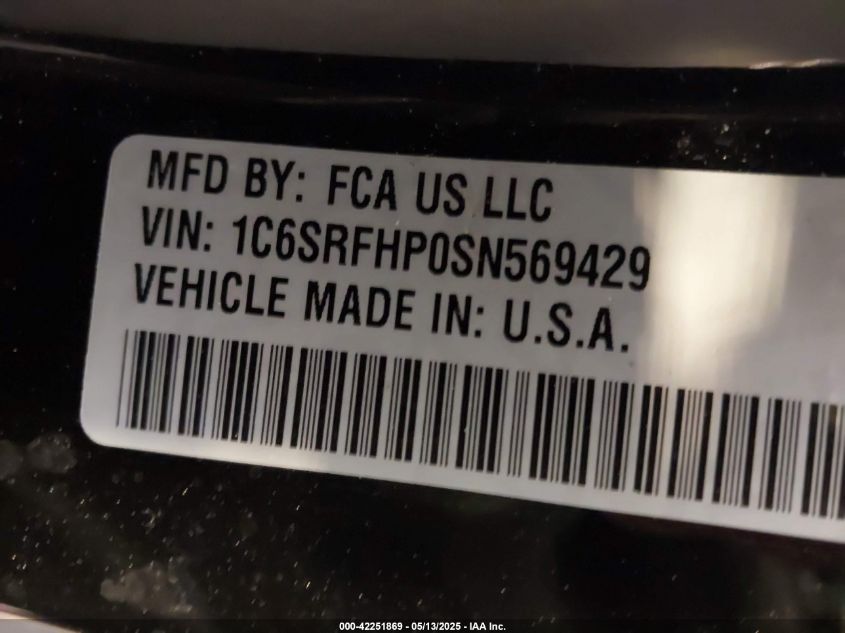 MFD BY: FCA US LLC
VIN: 1C6SRFHP0SN569429
VEHICLE MADE IN: U.S.A.
000-42251869 - 05/13/2025 - IAA Inc.